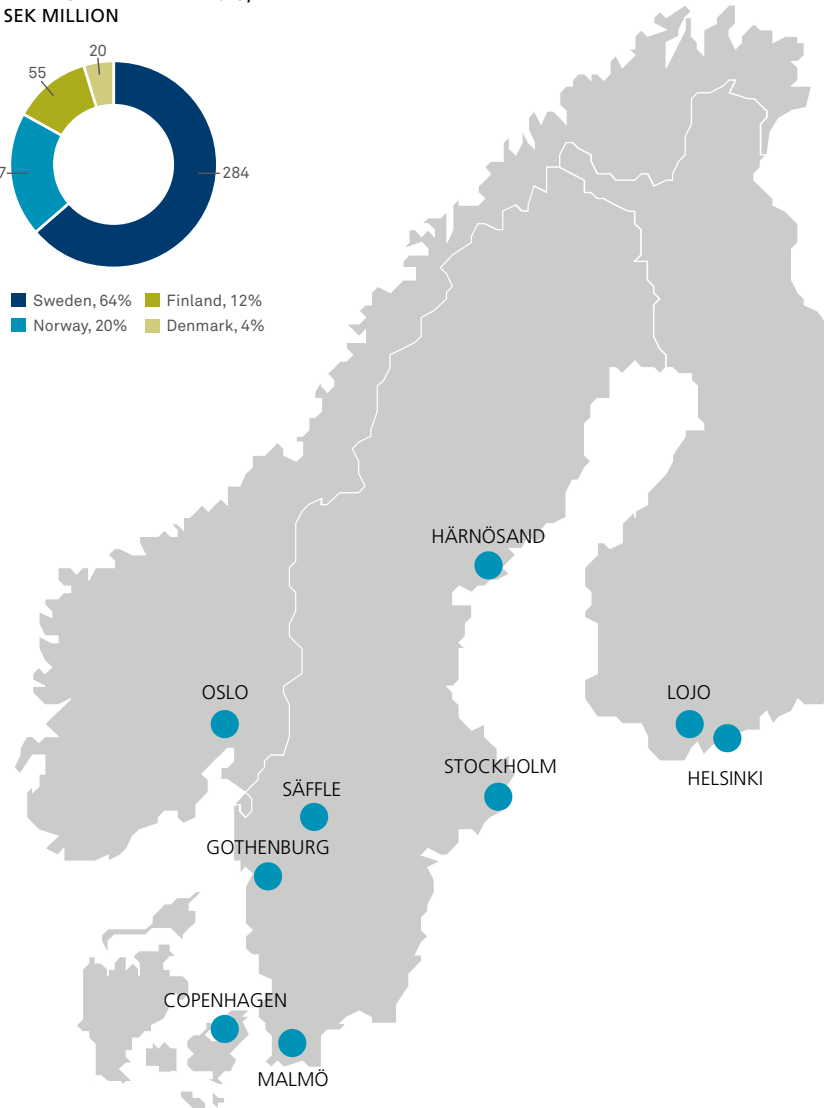 SEK MILLION
20
55
7
284
Sweden, 64%
Finland, 12%
Norway, 20%
Denmark, 4%
HÄRNÖSAND
OSLO
LOJO
STOCKHOLM
HELSINKI
SÄFFLE
GOTHENBURG
COPENHAGEN
MALMÖ